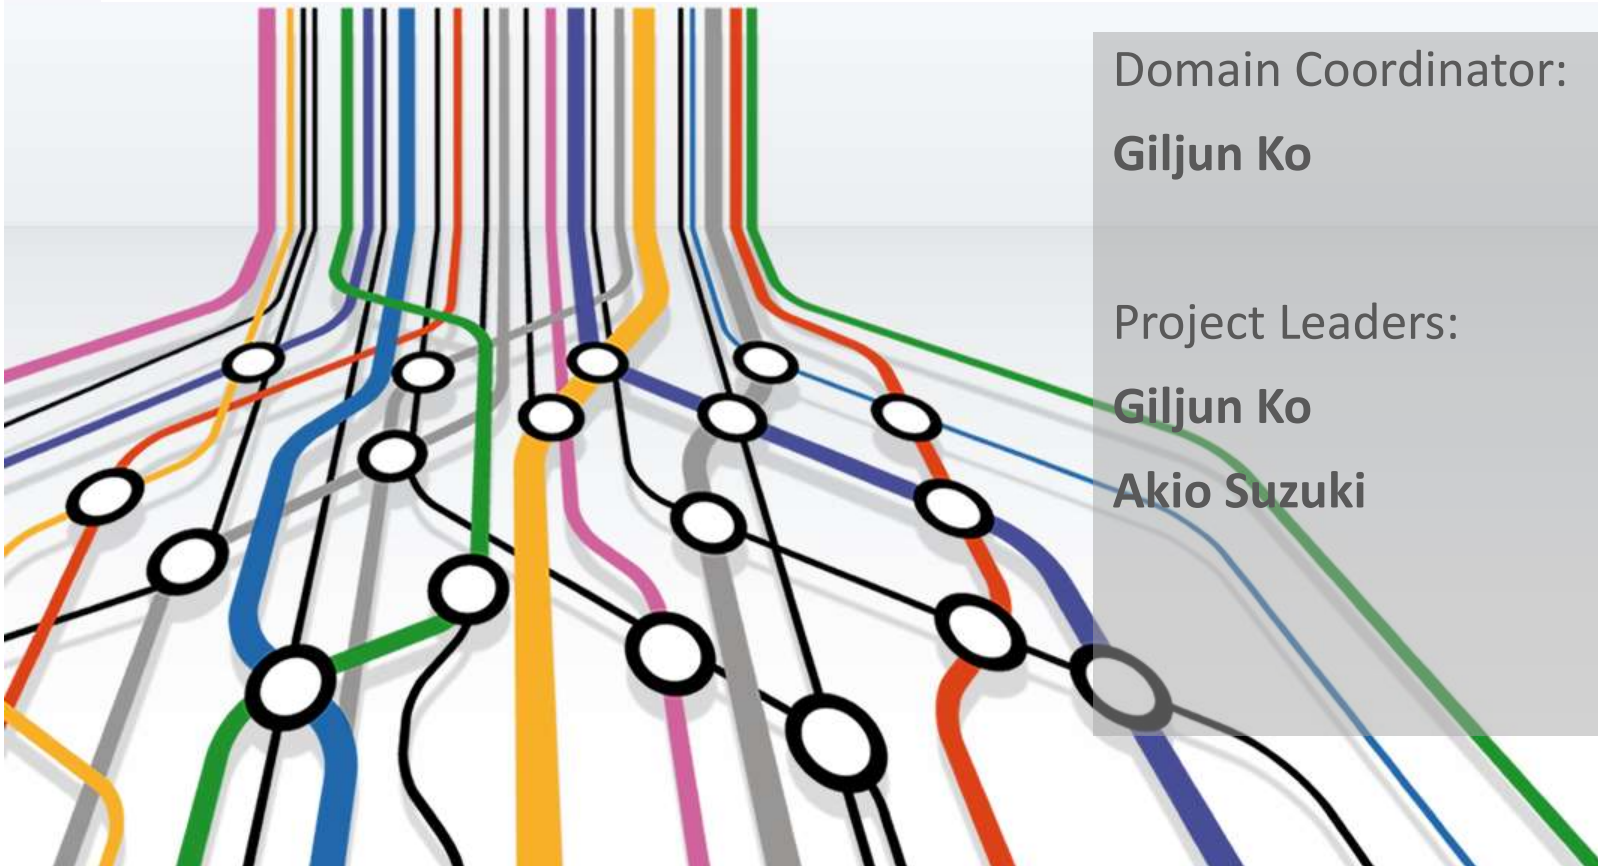 Domain Coordinator:
Giljun Ko
Project Leaders:
Giljun Ko
Akio Suzuki